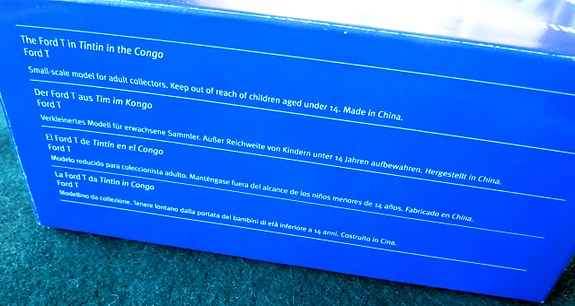 The Ford T in Tintin in the Congo
Ford T
Small-scale model for adult collectors. Keep out of reach of children aged under 14. Made in China.
Der Ford T aus Tim im Kongo
Ford T
Verkleinertes Modell für erwachsene Sammler. Außer Reichweite von Kindern unter 14 Jahren aufbewahren. Hergestellt in China.
El Ford T de Tintín en el Congo
Ford T
Modelo reducido para coleccionista adulto. Manténgase fuera del alcance de los niños menores de 14 años. Fabricado en China.
La Ford T da Tintin in Congo
Ford T
Modellino da collezione. Tenere lontano dalla portata dei bambini di età inferiore a 14 anni. Costruito in Cina.